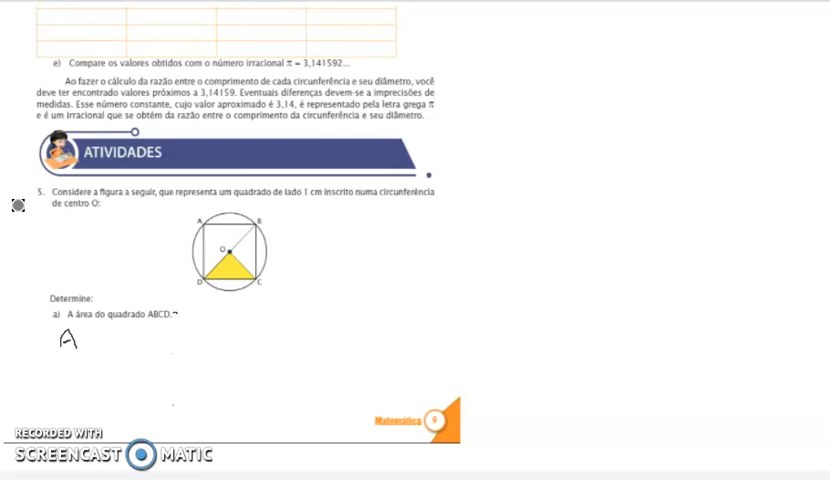 e) Compare os valores obtidos com o número irracional π = 3,141592...
Ao fazer o cálculo da razão entre o comprimento de cada circunferência e seu diâmetro, você
deve ter encontrado valores próximos a 3,14159. Eventuais diferenças devem-se a imprecisões de
medidas. Esse número constante, cujo valor aproximado é 3,14, é representado pela letra grega π
e é um irracional que se obtém da razão entre o comprimento da circunferência e seu diâmetro.
ATIVIDADES
5. Considere a figura a seguir, que representa um quadrado de lado 1 cm inscrito numa circunferência
de centro O:
A B
O
D C
Determine:
a) A área do quadrado ABCD.
A
Matemática 9
RECORDED WITH
SCREENCAST MATIC